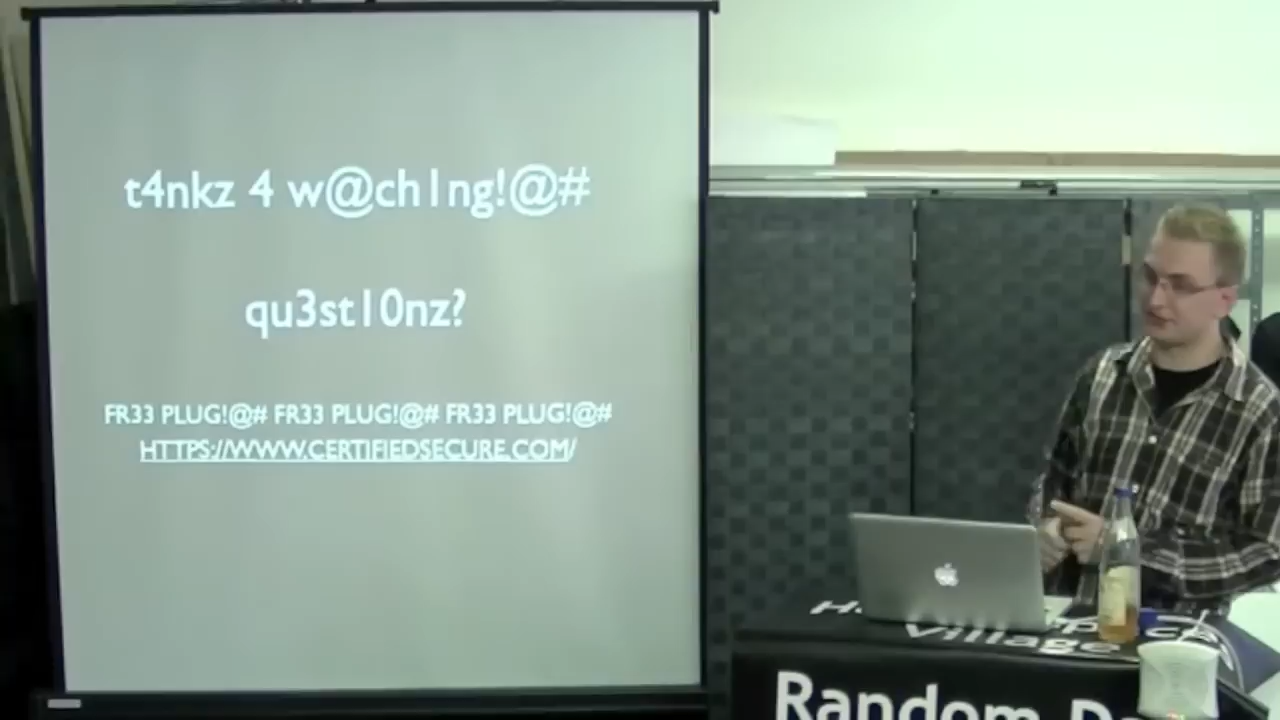 t4nkz 4 w@ch1ng!@#
qu3st10nz?
FR33 PLUG!@# FR33 PLUG!@# FR33 PLUG!@#
HTTPS://WWW.CERTIFIEDSECURE.COM/
Village
Random